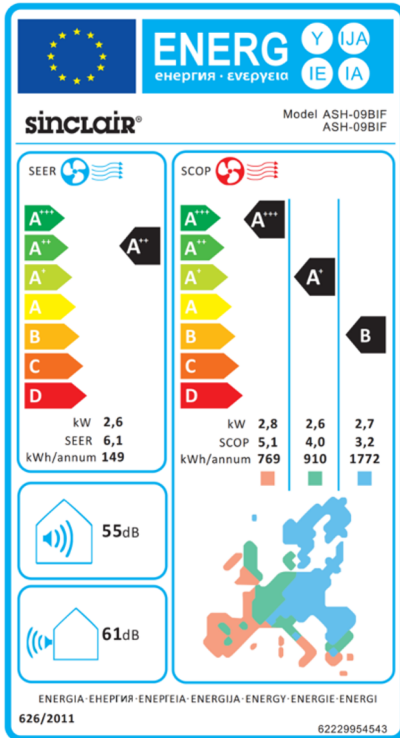 ENERG
енергия · ενεργεια
Y IJA
IE IA
sinclair®
Model ASH-09BIF
ASH-09BIF
SEER
A+++
A++
A+
A
B
C
D
A++
kW 2,6
SEER 6,1
kWh/annum 149
SCOP
A+++
A++
A+
A
B
C
D
A+++
A+
B
kW 2,8 2,6 2,7
SCOP 5,1 4,0 3,2
kWh/annum 769 910 1772
55dB
61dB
ENERGIA·ЕНЕРГИЯ·ΕΝΕΡΓΕΙΑ·ENERGIJA·ENERGY·ENERGIE·ENERGI
626/2011
62229954543